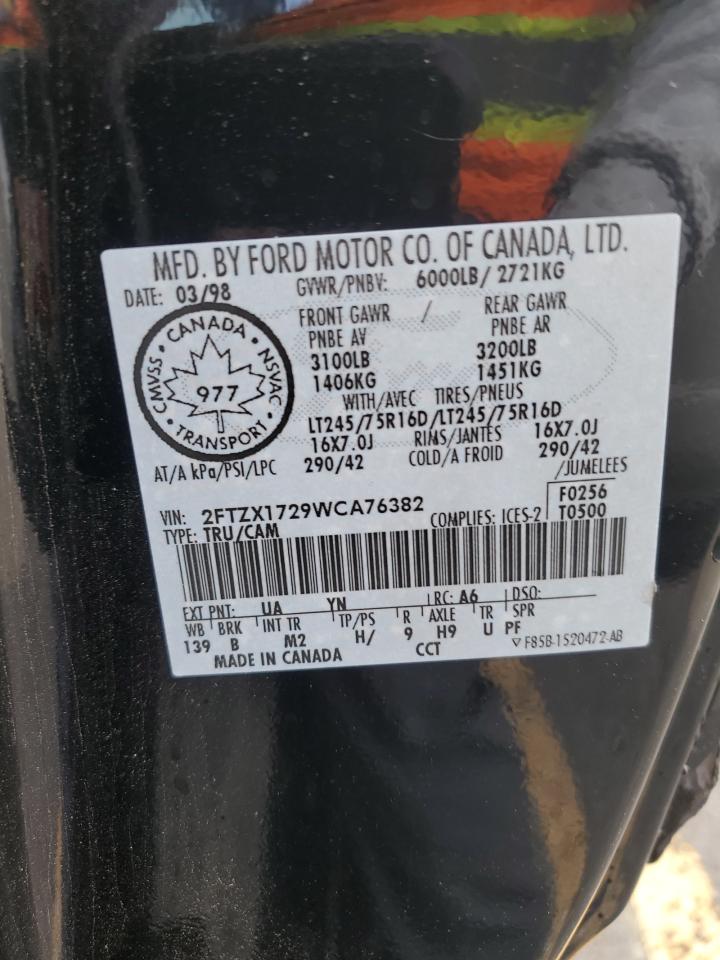 MFD. BY FORD MOTOR CO. OF CANADA, LTD.
DATE: 03/98 GVWR/PNBV: 6000LB/ 2721KG
FRONT GAWR / REAR GAWR
PNBE AV PNBE AR
3100LB 3200LB
1406KG 1451KG
WITH/AVEC TIRES/PNEUS
LT245/75R16D/LT245/75R16D
16X7.0J RIMS/JANTES 16X7.0J
AT/A kPa/PSI/LPC 290/42 COLD/A FROID 290/42
/JUMELEES
CANADA
CMVSS NSVAC
977
TRANSPORT
VIN: 2FTZX1729WCA76382 F0256
TYPE: TRU/CAM COMPLIES: ICES-2 T0500
EXT PNT: UA YN RC: A6 DSO:
WB BRK INT TR TP/PS R AXLE TR SPR
139 B M2 H/ 9 H9 U PF
MADE IN CANADA CCT ▽F85B-1520472-AB